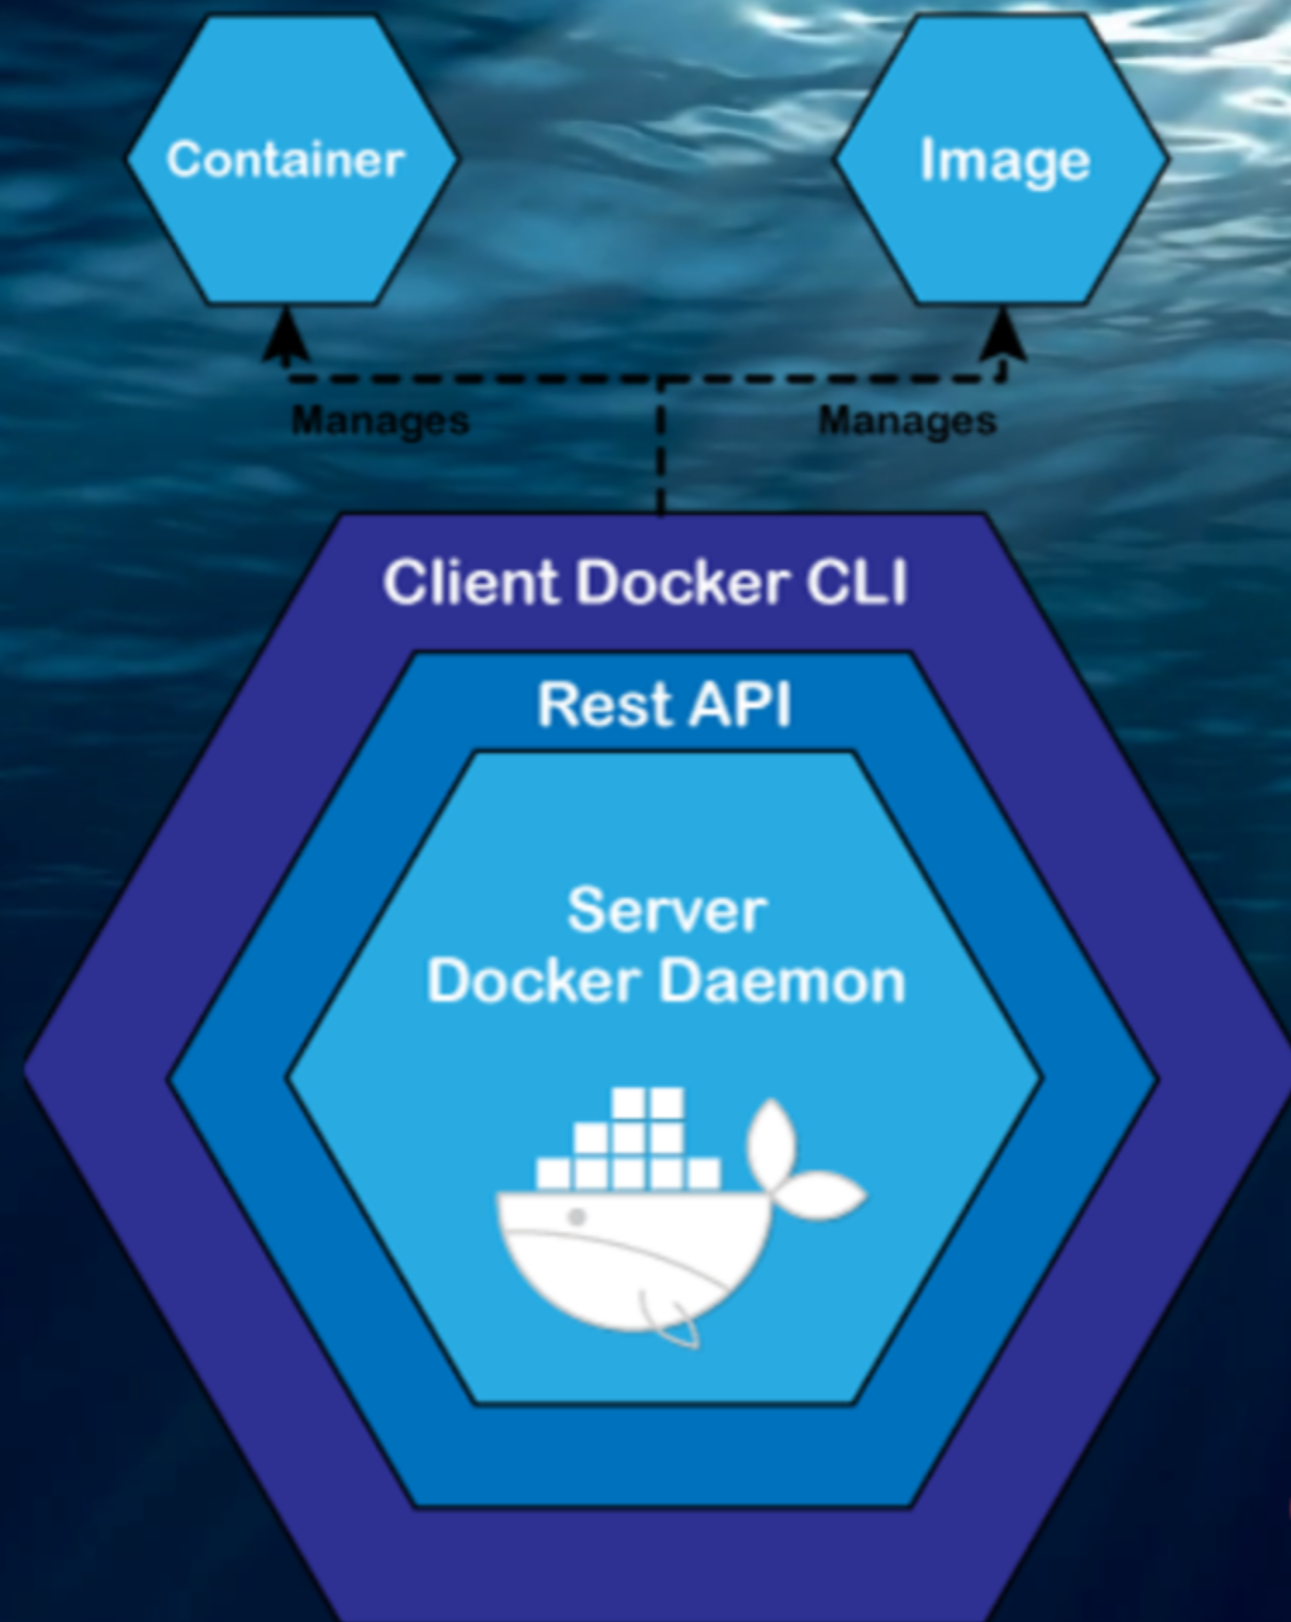 Container
Image
Manages
Manages
Client Docker CLI
Rest API
Server
Docker Daemon